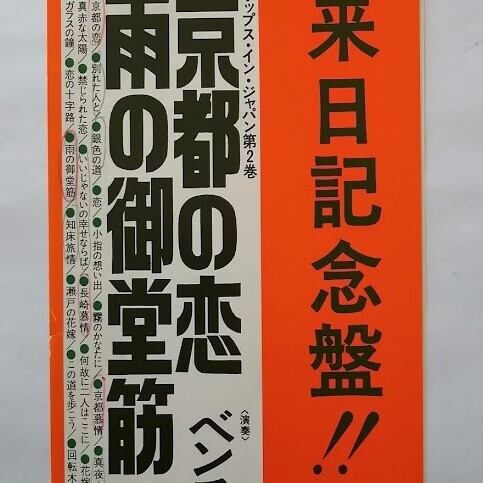 来日記念盤!!
ップス・イン・ジャパン第2巻
京都の恋
雨の御堂筋
〈演奏〉
ベンチ
京都の恋/●別れた人と/●銀色の道/●恋/●小指の想い出/●霧のかなたに/●京都慕情/●真夜
真赤な太陽/●禁じられた恋/●いいじゃないの幸せならば/●長崎慕情/●何故に二人はここに/●花嫁
ガラスの鐘/●恋の十字路/●雨の御堂筋/●知床旅情/●瀬戸の花嫁/●この道を歩こう/●回転木